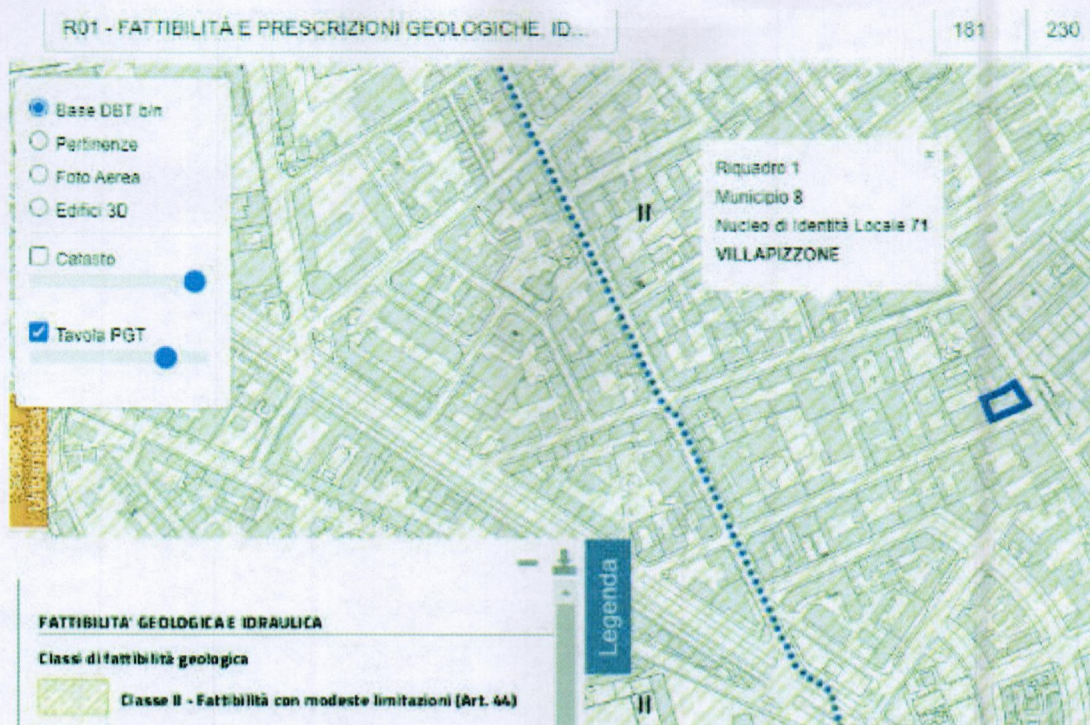 R01 - FATTIBILITÀ E PRESCRIZIONI GEOLOGICHE, ID...
181
230
Base DBT b/n
Pertinenze
Foto Aerea
Edifici 3D
Catasto
Tavola PGT
Riquadro 1
Municipio 8
Nucleo di Identità Locale 71
VILLAPIZZONE
II
Legenda
FATTIBILITA' GEOLOGICA E IDRAULICA
Classi di fattibilità geologica
Classe II - Fattibilità con modeste limitazioni (Art. 44)
II